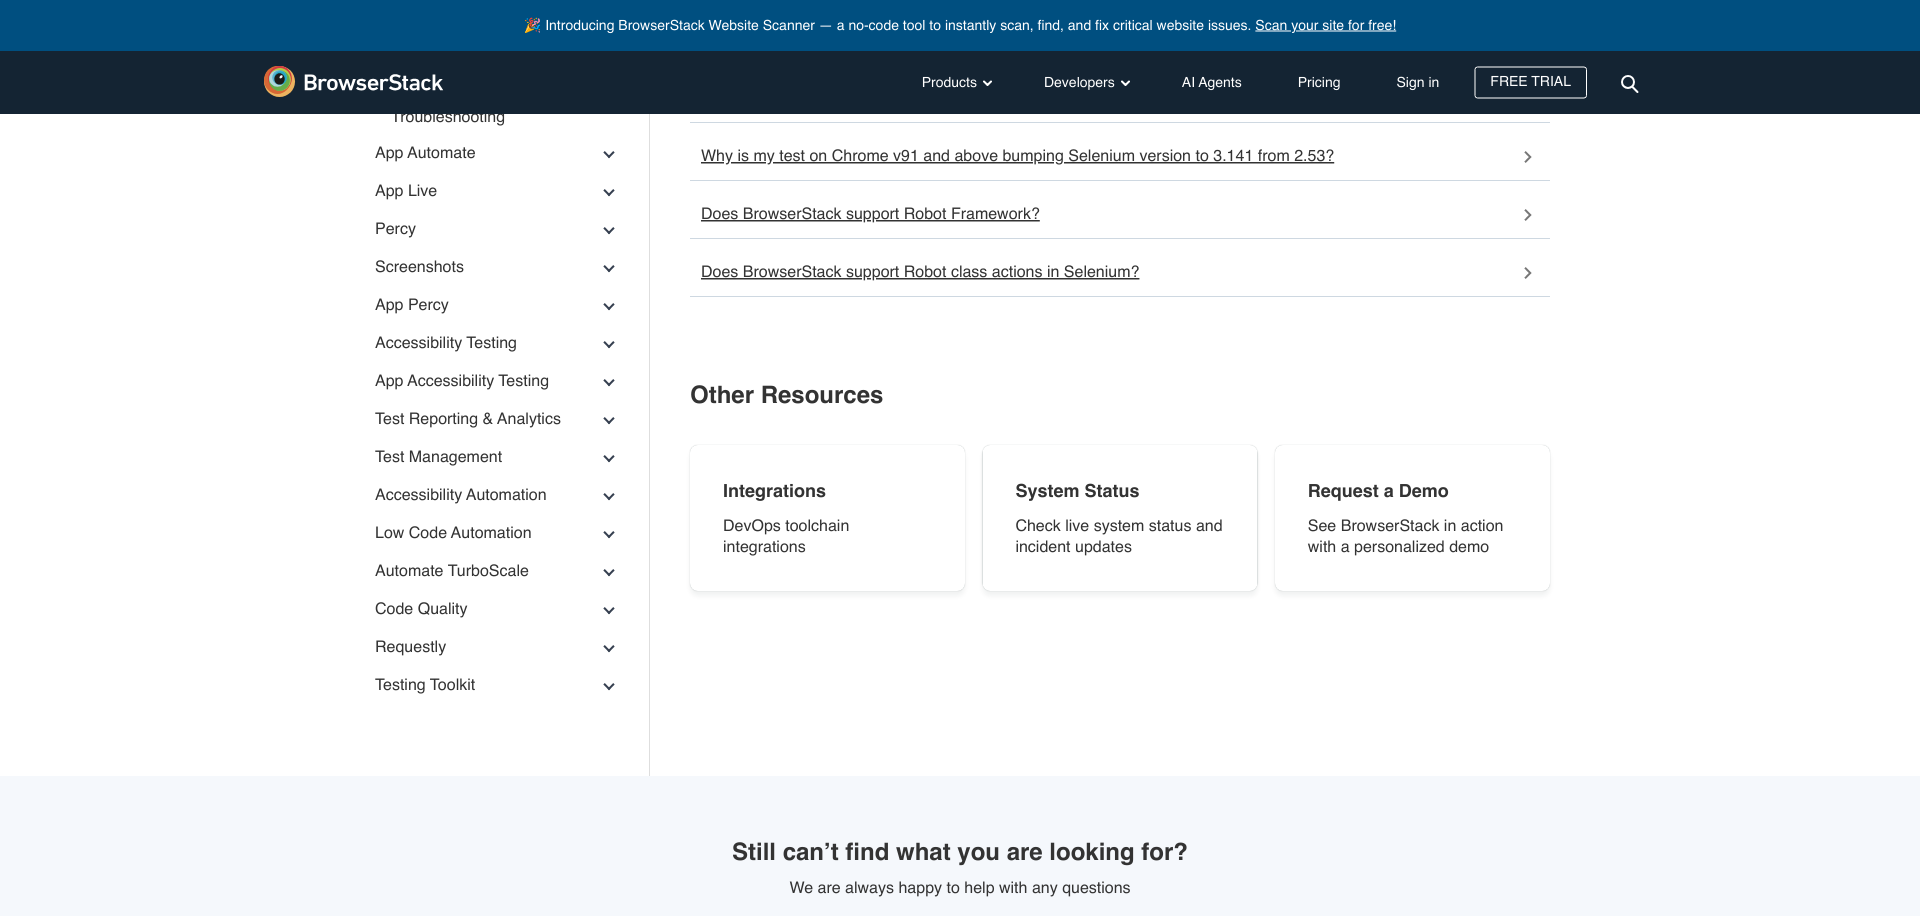 🎉 Introducing BrowserStack Website Scanner — a no-code tool to instantly scan, find, and fix critical website issues. Scan your site for free!
BrowserStack
Products
Developers
AI Agents
Pricing
Sign in
FREE TRIAL
Troubleshooting
App Automate
App Live
Percy
Screenshots
App Percy
Accessibility Testing
App Accessibility Testing
Test Reporting & Analytics
Test Management
Accessibility Automation
Low Code Automation
Automate TurboScale
Code Quality
Requestly
Testing Toolkit
Why is my test on Chrome v91 and above bumping Selenium version to 3.141 from 2.53?
Does BrowserStack support Robot Framework?
Does BrowserStack support Robot class actions in Selenium?
Other Resources
Integrations
DevOps toolchain
integrations
System Status
Check live system status and
incident updates
Request a Demo
See BrowserStack in action
with a personalized demo
Still can’t find what you are looking for?
We are always happy to help with any questions